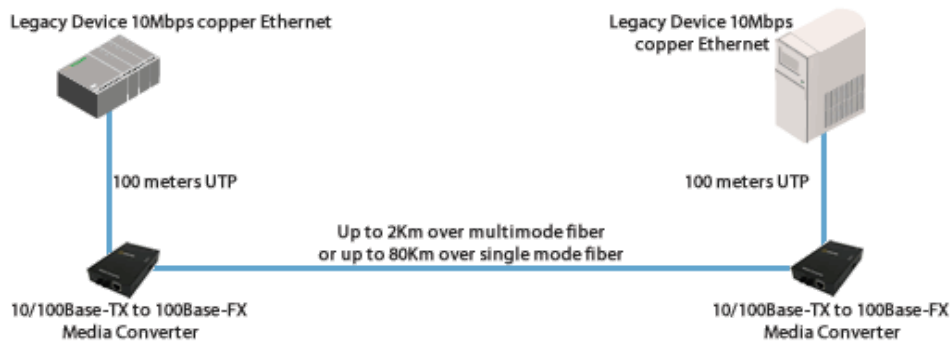 Legacy Device 10Mbps copper Ethernet
Legacy Device 10Mbps
copper Ethernet
100 meters UTP
100 meters UTP
Up to 2Km over multimode fiber
or up to 80Km over single mode fiber
10/100Base-TX to 100Base-FX
Media Converter
10/100Base-TX to 100Base-FX
Media Converter